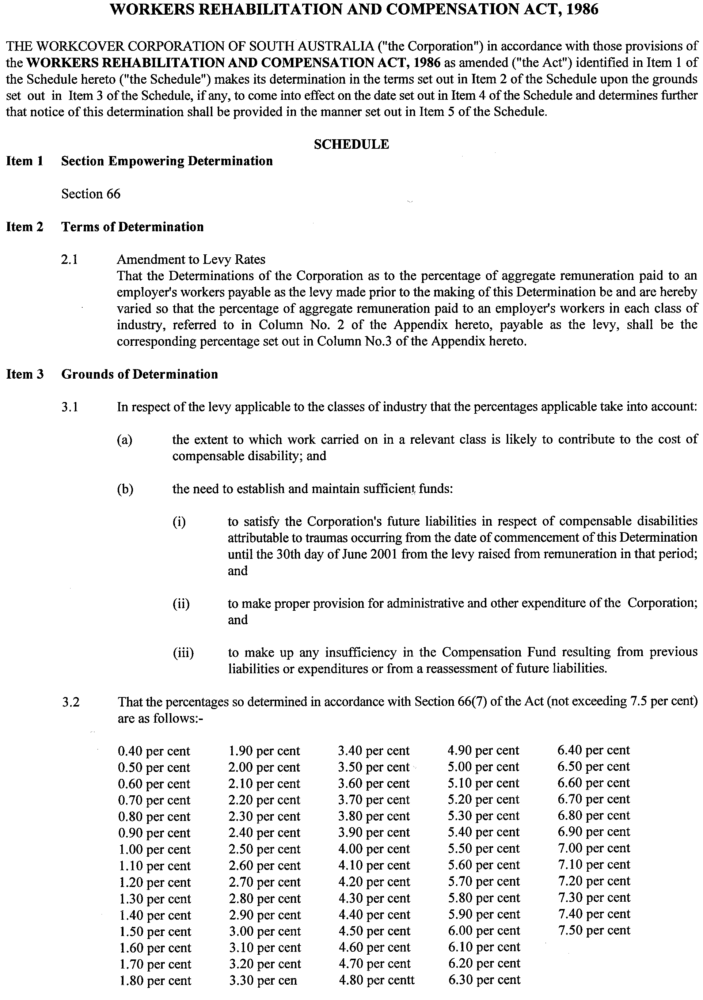 WORKERS REHABILITATION AND COMPENSATION ACT, 1986
THE WORKCOVER CORPORATION OF SOUTH AUSTRALIA ("the Corporation") in accordance with those provisions of
the WORKERS REHABILITATION AND COMPENSATION ACT, 1986 as amended ("the Act") identified in Item 1 of
the Schedule hereto ("the Schedule") makes its determination in the terms set out in Item 2 of the Schedule upon the grounds
set out in Item 3 of the Schedule, if any, to come into effect on the date set out in Item 4 of the Schedule and determines further
that notice of this determination shall be provided in the manner set out in Item 5 of the Schedule.
SCHEDULE
Item 1 Section Empowering Determination
Section 66
Item 2 Terms of Determination
2.1 Amendment to Levy Rates
That the Determinations of the Corporation as to the percentage of aggregate remuneration paid to an
employer's workers payable as the levy made prior to the making of this Determination be and are hereby
varied so that the percentage of aggregate remuneration paid to an employer's workers in each class of
industry, referred to in Column No. 2 of the Appendix hereto, payable as the levy, shall be the
corresponding percentage set out in Column No.3 of the Appendix hereto.
Item 3 Grounds of Determination
3.1 In respect of the levy applicable to the classes of industry that the percentages applicable take into account:
(a) the extent to which work carried on in a relevant class is likely to contribute to the cost of
compensable disability; and
(b) the need to establish and maintain sufficient funds:
(i) to satisfy the Corporation's future liabilities in respect of compensable disabilities
attributable to traumas occurring from the date of commencement of this Determination
until the 30th day of June 2001 from the levy raised from remuneration in that period;
and
(ii) to make proper provision for administrative and other expenditure of the Corporation;
and
(iii) to make up any insufficiency in the Compensation Fund resulting from previous
liabilities or expenditures or from a reassessment of future liabilities.
3.2 That the percentages so determined in accordance with Section 66(7) of the Act (not exceeding 7.5 per cent)
are as follows:-
0.40 per cent 1.90 per cent 3.40 per cent 4.90 per cent 6.40 per cent
0.50 per cent 2.00 per cent 3.50 per cent 5.00 per cent 6.50 per cent
0.60 per cent 2.10 per cent 3.60 per cent 5.10 per cent 6.60 per cent
0.70 per cent 2.20 per cent 3.70 per cent 5.20 per cent 6.70 per cent
0.80 per cent 2.30 per cent 3.80 per cent 5.30 per cent 6.80 per cent
0.90 per cent 2.40 per cent 3.90 per cent 5.40 per cent 6.90 per cent
1.00 per cent 2.50 per cent 4.00 per cent 5.50 per cent 7.00 per cent
1.10 per cent 2.60 per cent 4.10 per cent 5.60 per cent 7.10 per cent
1.20 per cent 2.70 per cent 4.20 per cent 5.70 per cent 7.20 per cent
1.30 per cent 2.80 per cent 4.30 per cent 5.80 per cent 7.30 per cent
1.40 per cent 2.90 per cent 4.40 per cent 5.90 per cent 7.40 per cent
1.50 per cent 3.00 per cent 4.50 per cent 6.00 per cent 7.50 per cent
1.60 per cent 3.10 per cent 4.60 per cent 6.10 per cent
1.70 per cent 3.20 per cent 4.70 per cent 6.20 per cent
1.80 per cent 3.30 per cen 4.80 per centt 6.30 per cent